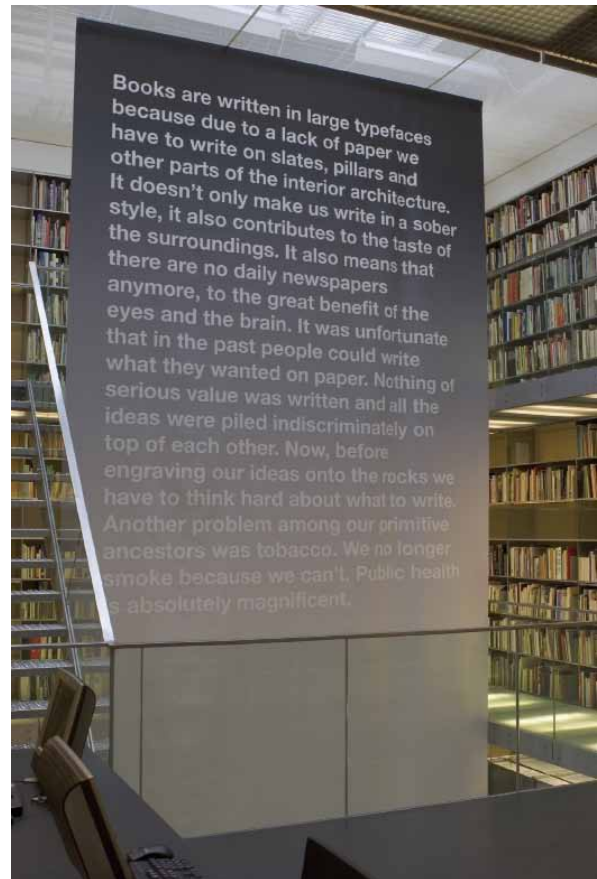 Books are written in large typefaces
because due to a lack of paper we
have to write on slates, pillars and
other parts of the interior architecture.
It doesn't only make us write in a sober
style, it also contributes to the taste of
the surroundings. It also means that
there are no daily newspapers
anymore, to the great benefit of the
eyes and the brain. It was unfortunate
that in the past people could write
what they wanted on paper. Nothing of
serious value was written and all the
ideas were piled indiscriminately on
top of each other. Now, before
engraving our ideas onto the rocks we
have to think hard about what to write.
Another problem among our primitive
ancestors was tobacco. We no longer
smoke because we can't. Public health
is absolutely magnificent.